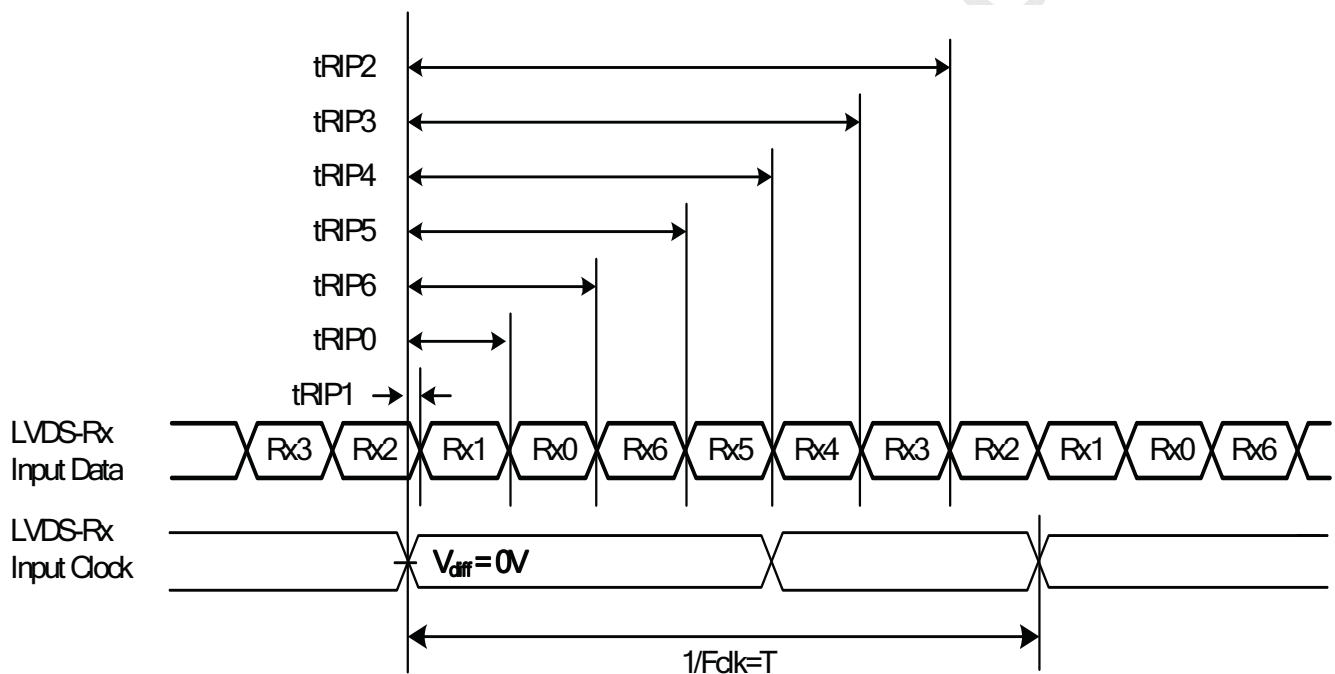 tRIP2
tRIP3
tRIP4
tRIP5
tRIP6
tRIP0
tRIP1
LVDS-Rx
Input Data
Rx3 Rx2 Rx1 Rx0 Rx6 Rx5 Rx4 Rx3 Rx2 Rx1 Rx0 Rx6
LVDS-Rx
Input Clock
Vdiff = 0V
1/Fclk=T